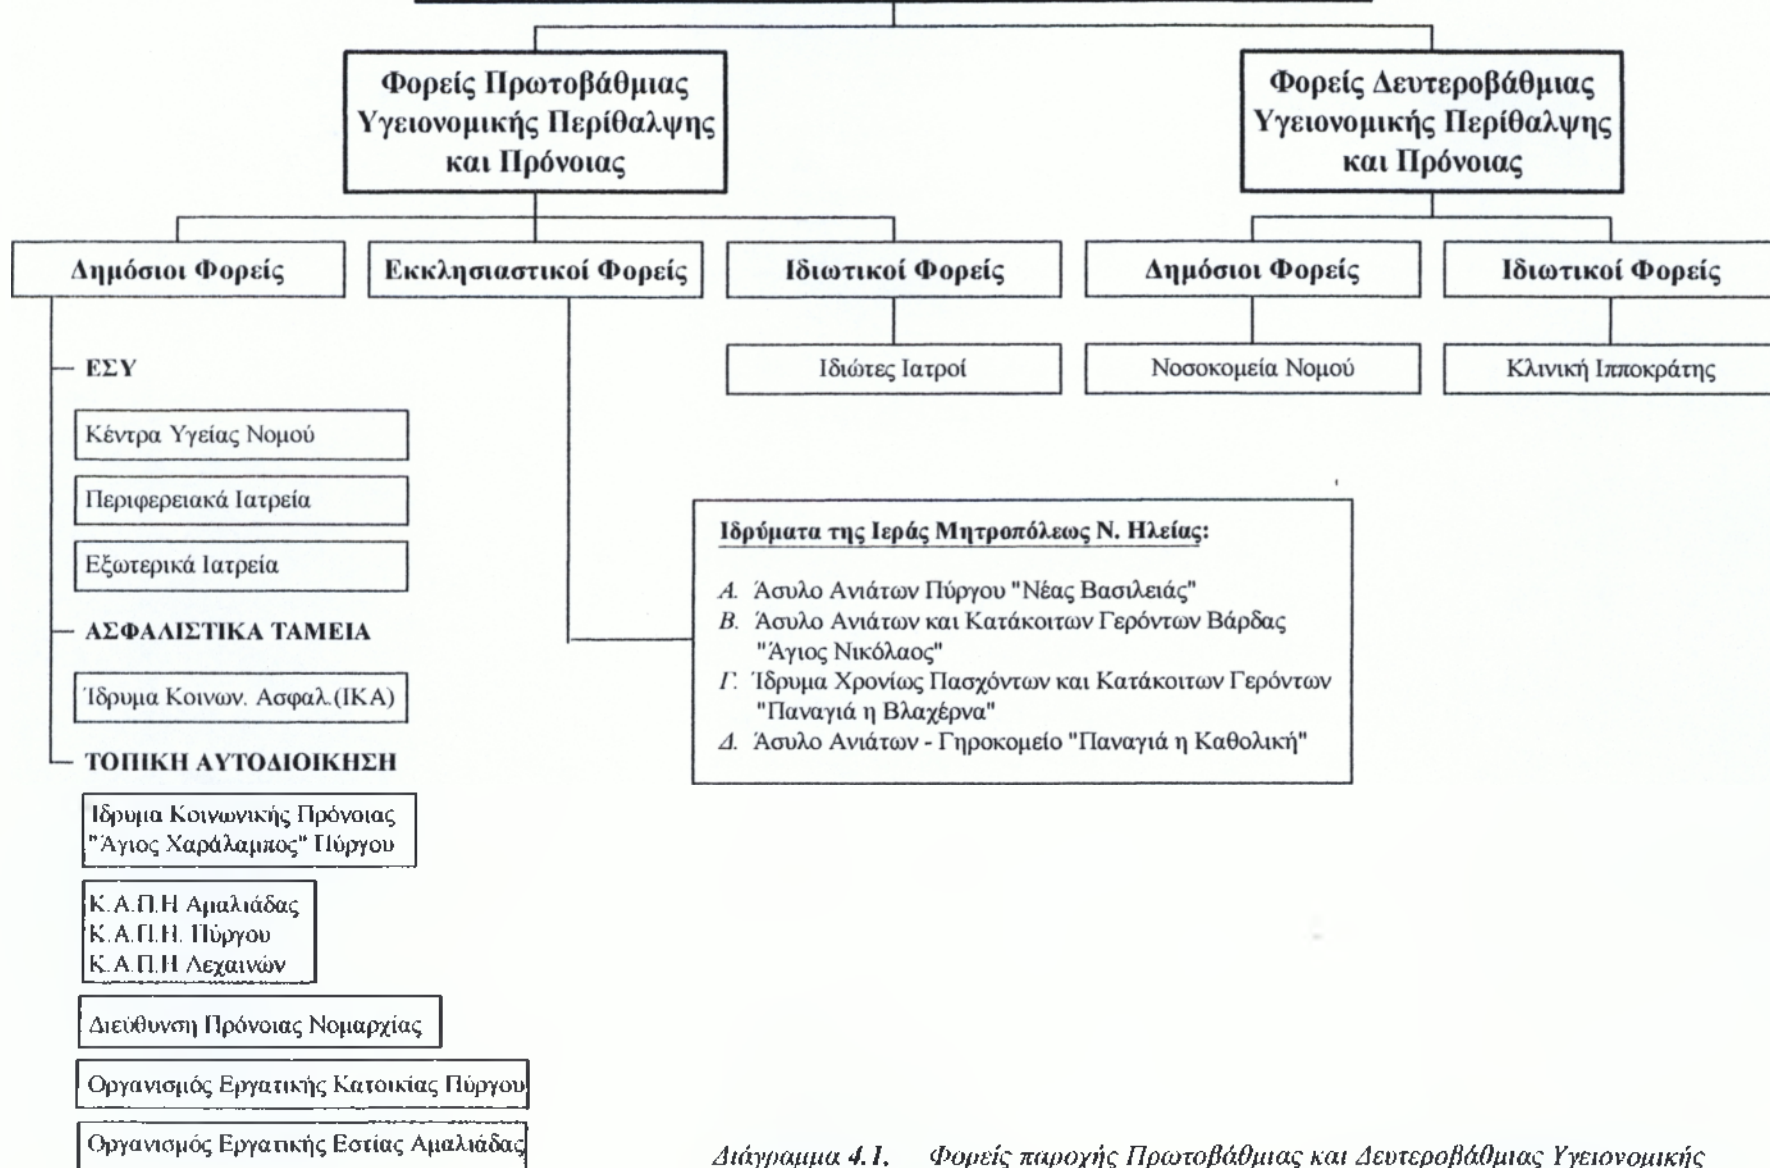 Φορείς Πρωτοβάθμιας
Υγειονομικής Περίθαλψης
και Πρόνοιας
Φορείς Δευτεροβάθμιας
Υγειονομικής Περίθαλψης
και Πρόνοιας
Δημόσιοι Φορείς
Εκκλησιαστικοί Φορείς
Ιδιωτικοί Φορείς
Δημόσιοι Φορείς
Ιδιωτικοί Φορείς
Ιδιώτες Ιατροί
Νοσοκομεία Νομού
Κλινική Ιπποκράτης
ΕΣΥ
Κέντρα Υγείας Νομού
Περιφερειακά Ιατρεία
Εξωτερικά Ιατρεία
ΑΣΦΑΛΙΣΤΙΚΑ ΤΑΜΕΙΑ
Ίδρυμα Κοινων. Ασφαλ.(ΙΚΑ)
ΤΟΠΙΚΗ ΑΥΤΟΔΙΟΙΚΗΣΗ
Ιδρυμα Κοινωνικής Πρόνοιας
"Άγιος Χαράλαμπος" Πύργου
Κ.Α.Π.Η Αμαλιάδας
Κ.Α.Π.Η. Πύργου
Κ.Α.Π.Η Λεχαινών
Διεύθυνση Πρόνοιας Νομαρχίας
Οργανισμός Εργατικής Κατοικίας Πύργου
Οργανισμός Εργατικής Εστίας Αμαλιάδας
Ιδρύματα της Ιεράς Μητροπόλεως Ν. Ηλείας:
Α. Άσυλο Ανιάτων Πύργου "Νέας Βασιλειάς"
Β. Άσυλο Ανιάτων και Κατάκοιτων Γερόντων Βάρδας
"Άγιος Νικόλαος"
Γ. Ίδρυμα Χρονίως Πασχόντων και Κατάκοιτων Γερόντων
"Παναγιά η Βλαχέρνα"
Δ. Άσυλο Ανιάτων - Γηροκομείο "Παναγιά η Καθολική"
Διάγραμμα 4.1. Φορείς παροχής Πρωτοβάθμιας και Δευτεροβάθμιας Υγειονομικής